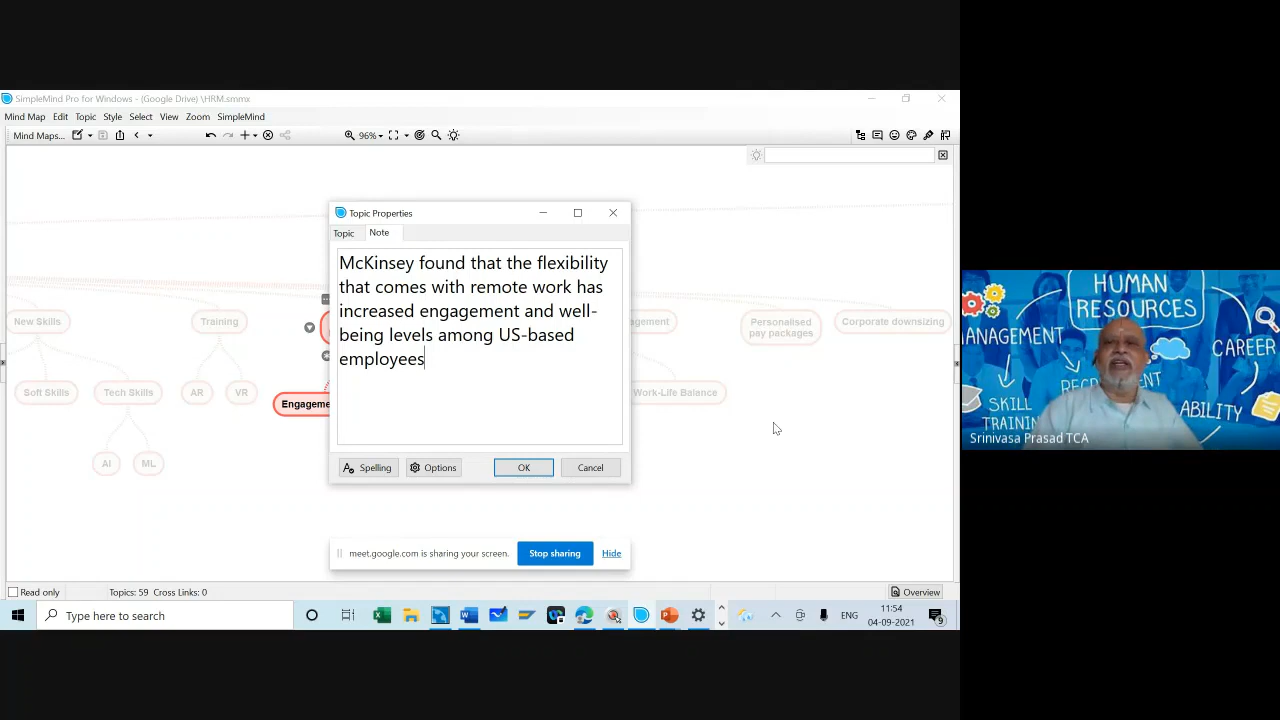 SimpleMind Pro for Windows - (Google Drive) \HRM.smmx
Mind Map Edit Topic Style Select View Zoom SimpleMind
Mind Maps...
96%
Topic Properties
Topic Note
McKinsey found that the flexibility
that comes with remote work has
increased engagement and well-
being levels among US-based
employees
Spelling Options OK Cancel
New Skills
Training
Personalised
pay packages
Corporate downsizing
Soft Skills
Tech Skills
AR
VR
Engageme
Work-Life Balance
AI
ML
meet.google.com is sharing your screen. Stop sharing Hide
Read only Topics: 59 Cross Links: 0 Overview
Type here to search
ENG
11:54
04-09-2021
9
HUMAN
RESOURCES
MANAGEMENT
CAREER
SKILL
ABILITY
Srinivasa Prasad TCA